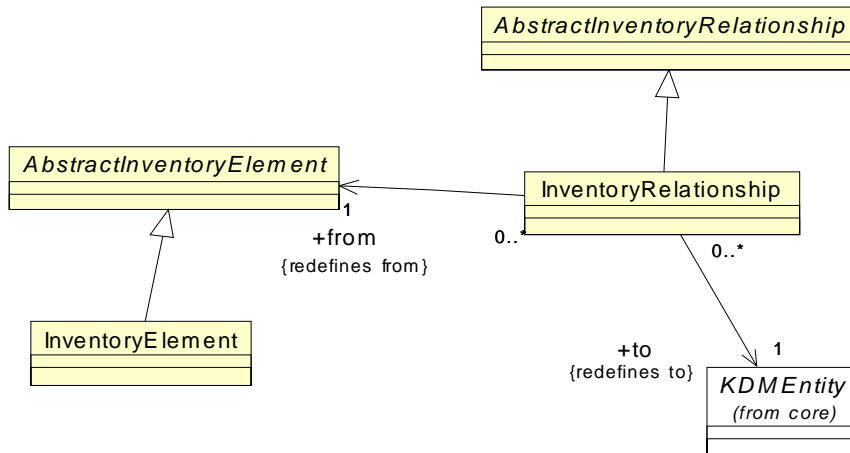 AbstractInventoryRelationship
AbstractInventoryElement
InventoryRelationship
1
+from
0..*
0..*
{redefines from}
InventoryElement
+to
1
{redefines to}
KDMEntity
(from core)